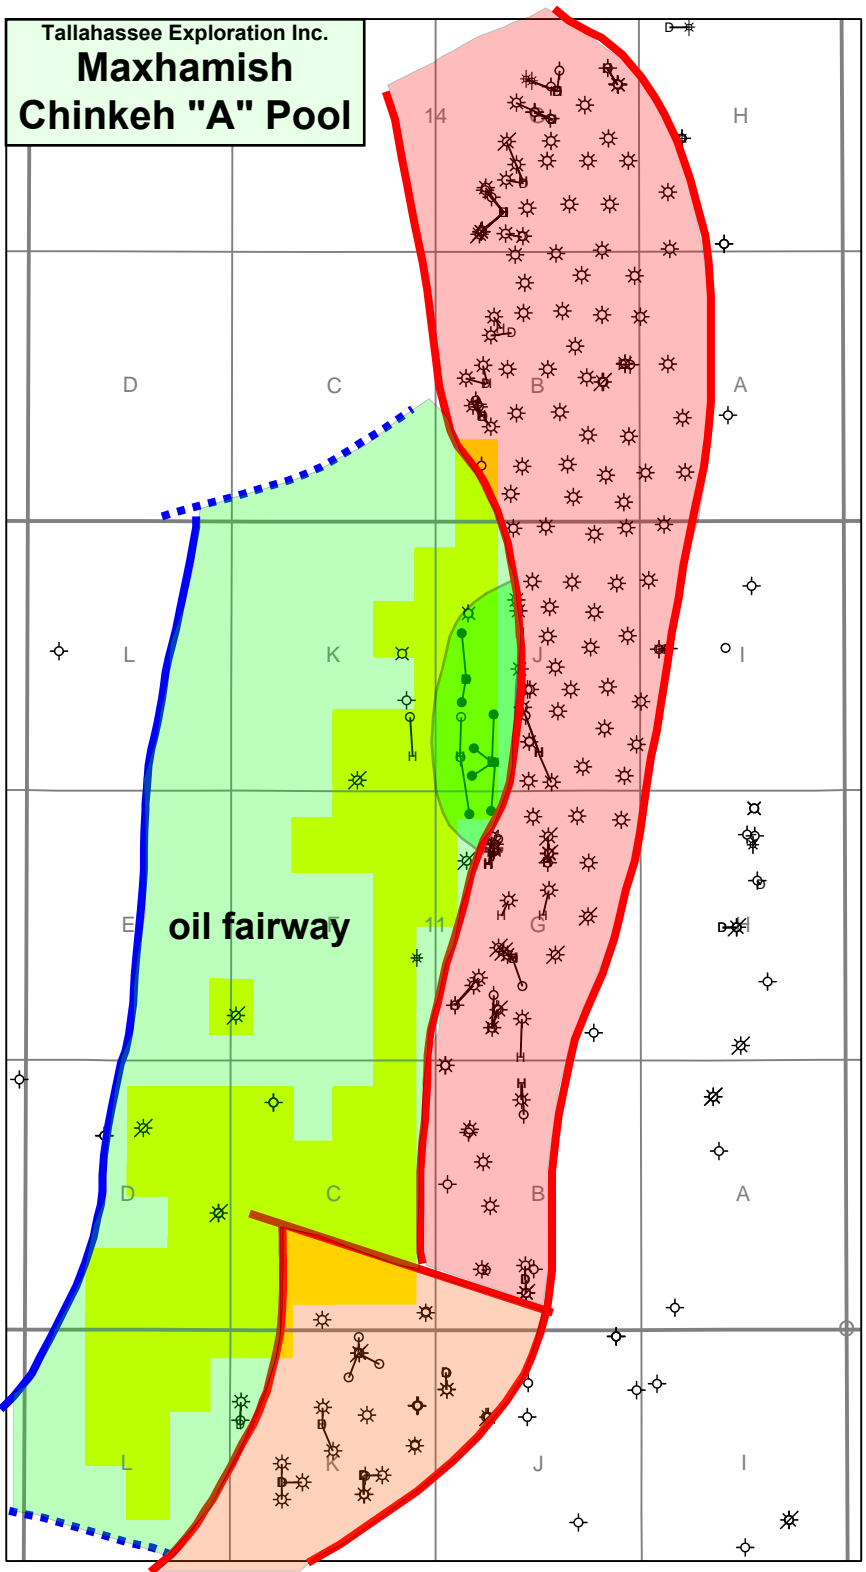 Tallahassee Exploration Inc.
Maxhamish
Chinkeh "A" Pool
14
G
H
D
C
B
A
L
K
J
I
oil fairway
E
F
11
G
H
D
C
B
A
L
K
J
I